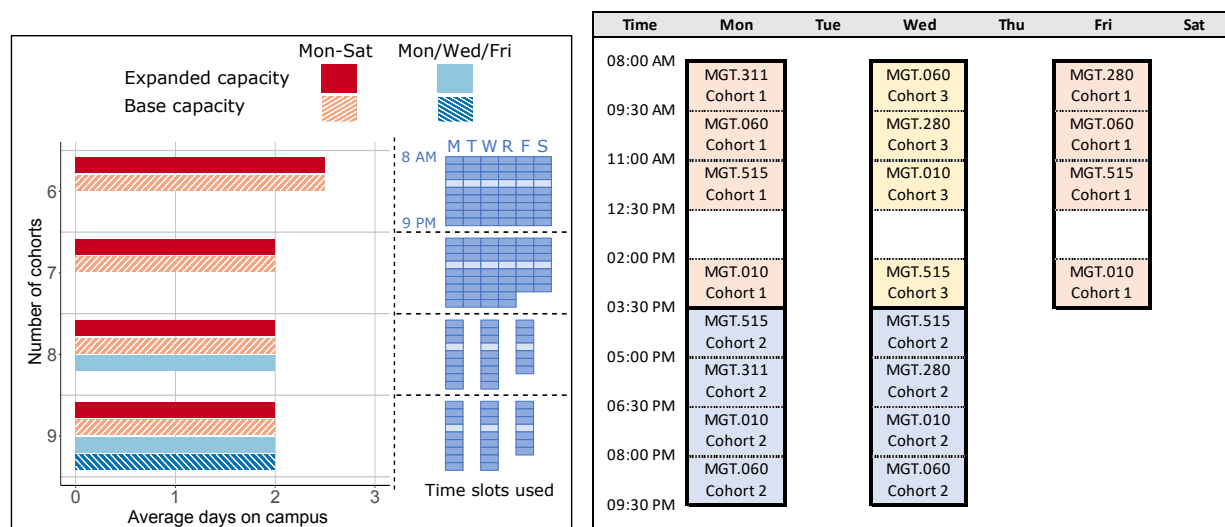 Mon-Sat Mon/Wed/Fri
Expanded capacity
Base capacity
M T W R F S
8 AM
9 PM
6
7
8
9
Number of cohorts
0 1 2 3
Average days on campus
Time slots used
Time Mon Tue Wed Thu Fri Sat
08:00 AM
MGT.311 MGT.060 MGT.280
Cohort 1 Cohort 3 Cohort 1
09:30 AM
MGT.060 MGT.280 MGT.060
Cohort 1 Cohort 3 Cohort 1
11:00 AM
MGT.515 MGT.010 MGT.515
Cohort 1 Cohort 3 Cohort 1
12:30 PM
02:00 PM
MGT.010 MGT.515 MGT.010
Cohort 1 Cohort 3 Cohort 1
03:30 PM
MGT.515 MGT.515
Cohort 2 Cohort 2
05:00 PM
MGT.311 MGT.280
Cohort 2 Cohort 2
06:30 PM
MGT.010 MGT.010
Cohort 2 Cohort 2
08:00 PM
MGT.060 MGT.060
Cohort 2 Cohort 2
09:30 PM